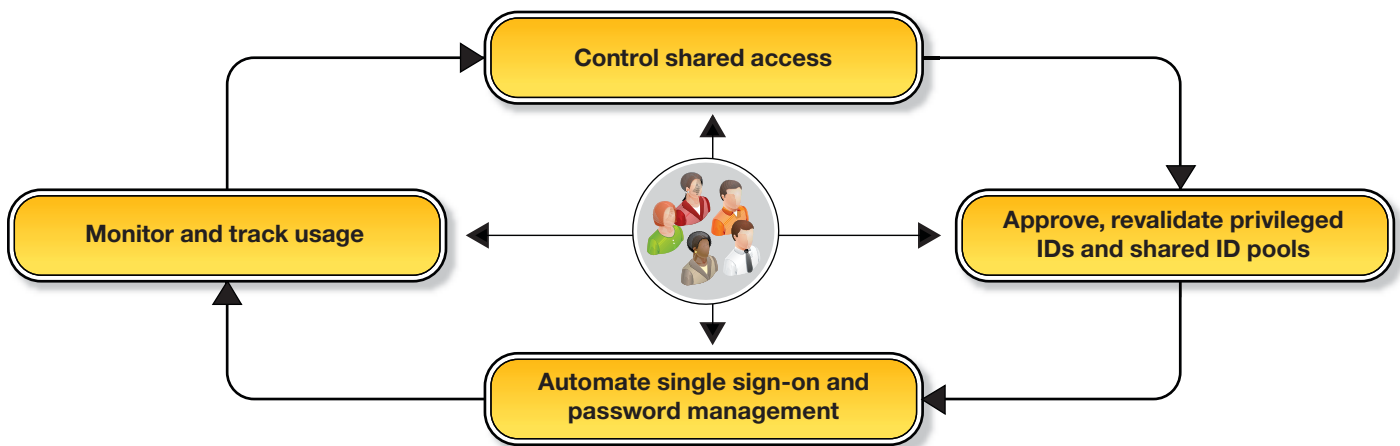 Control shared access
Monitor and track usage
Approve, revalidate privileged
IDs and shared ID pools
Automate single sign-on and
password management